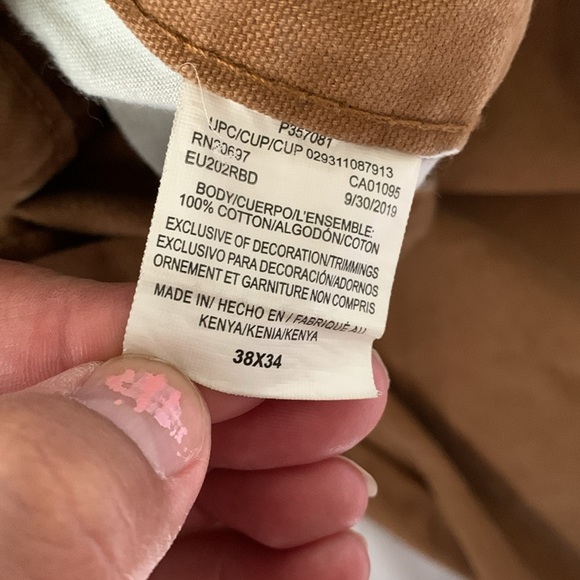 P357081
UPC/CUP/CUP 029311087913
RN20697 CA01095
EU202RBD 9/30/2019
BODY/CUERPO/L'ENSEMBLE:
100% COTTON/ALGODÓN/COTON
EXCLUSIVE OF DECORATION/TRIMMINGS
EXCLUSIVO PARA DECORACIÓN/ADORNOS
ORNEMENT ET GARNITURE NON COMPRIS
MADE IN/ HECHO EN / FABRIQUÉ AU
KENYA/KENIA/KENYA
38X34